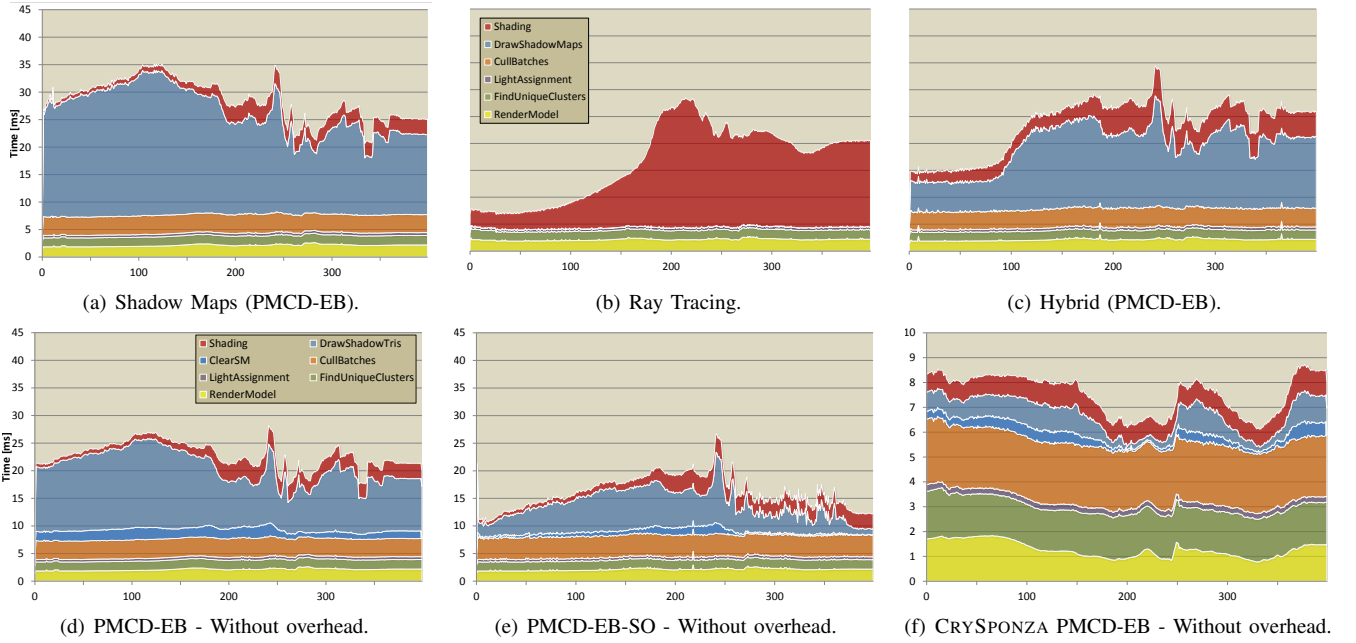 45
40
35
30
25
20
15
10
5
0
Time [ms]
0 100 200 300
(a) Shadow Maps (PMCD-EB).
Shading
DrawShadowMaps
CullBatches
LightAssignment
FindUniqueClusters
RenderModel
0 100 200 300
(b) Ray Tracing.
0 100 200 300
(c) Hybrid (PMCD-EB).
45
40
35
30
25
20
15
10
5
0
Time [ms]
Shading DrawShadowTris
ClearSM CullBatches
LightAssignment FindUniqueClusters
RenderModel
0 100 200 300
(d) PMCD-EB - Without overhead.
45
40
35
30
25
20
15
10
5
0
0 100 200 300
(e) PMCD-EB-SO - Without overhead.
10
9
8
7
6
5
4
3
2
1
0
0 100 200 300
(f) CRYSPONZA PMCD-EB - Without overhead.